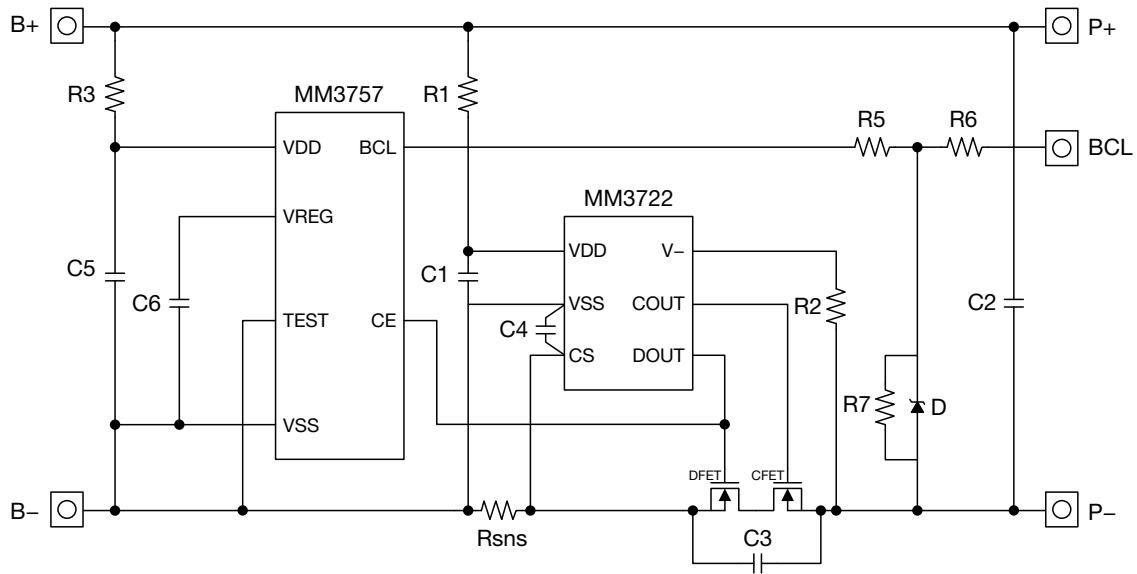 B+
P+
R3
MM3757
R1
R5
R6
VDD
BCL
BCL
MM3722
VREG
VDD
V−
C5
C1
C6
VSS
COUT
R2
C2
TEST
CE
C4
CS
DOUT
R7
D
VSS
DFET
CFET
B−
P−
Rsns
C3